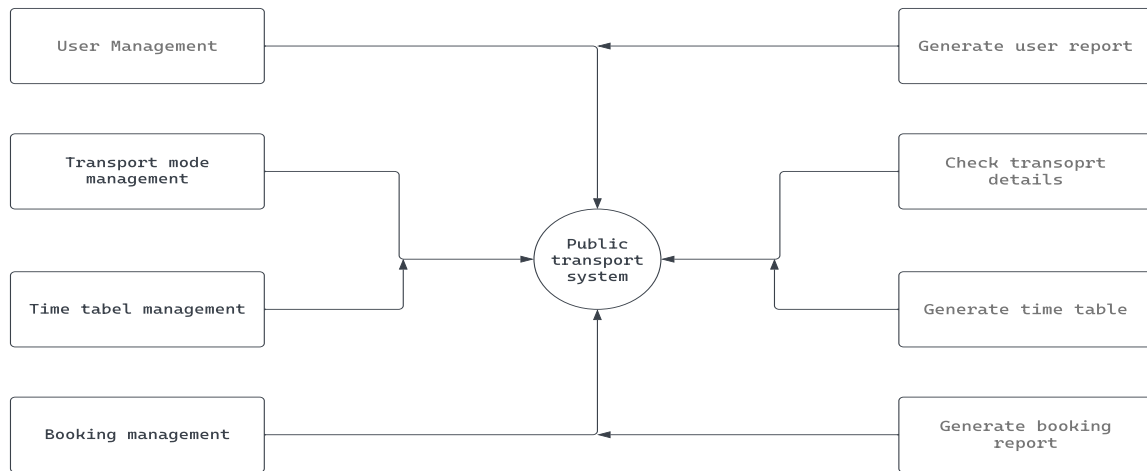 User Management
Generate user report
Transport mode
management
Check transoprt
details
Public
transport
system
Time tabel management
Generate time table
Booking management
Generate booking
report